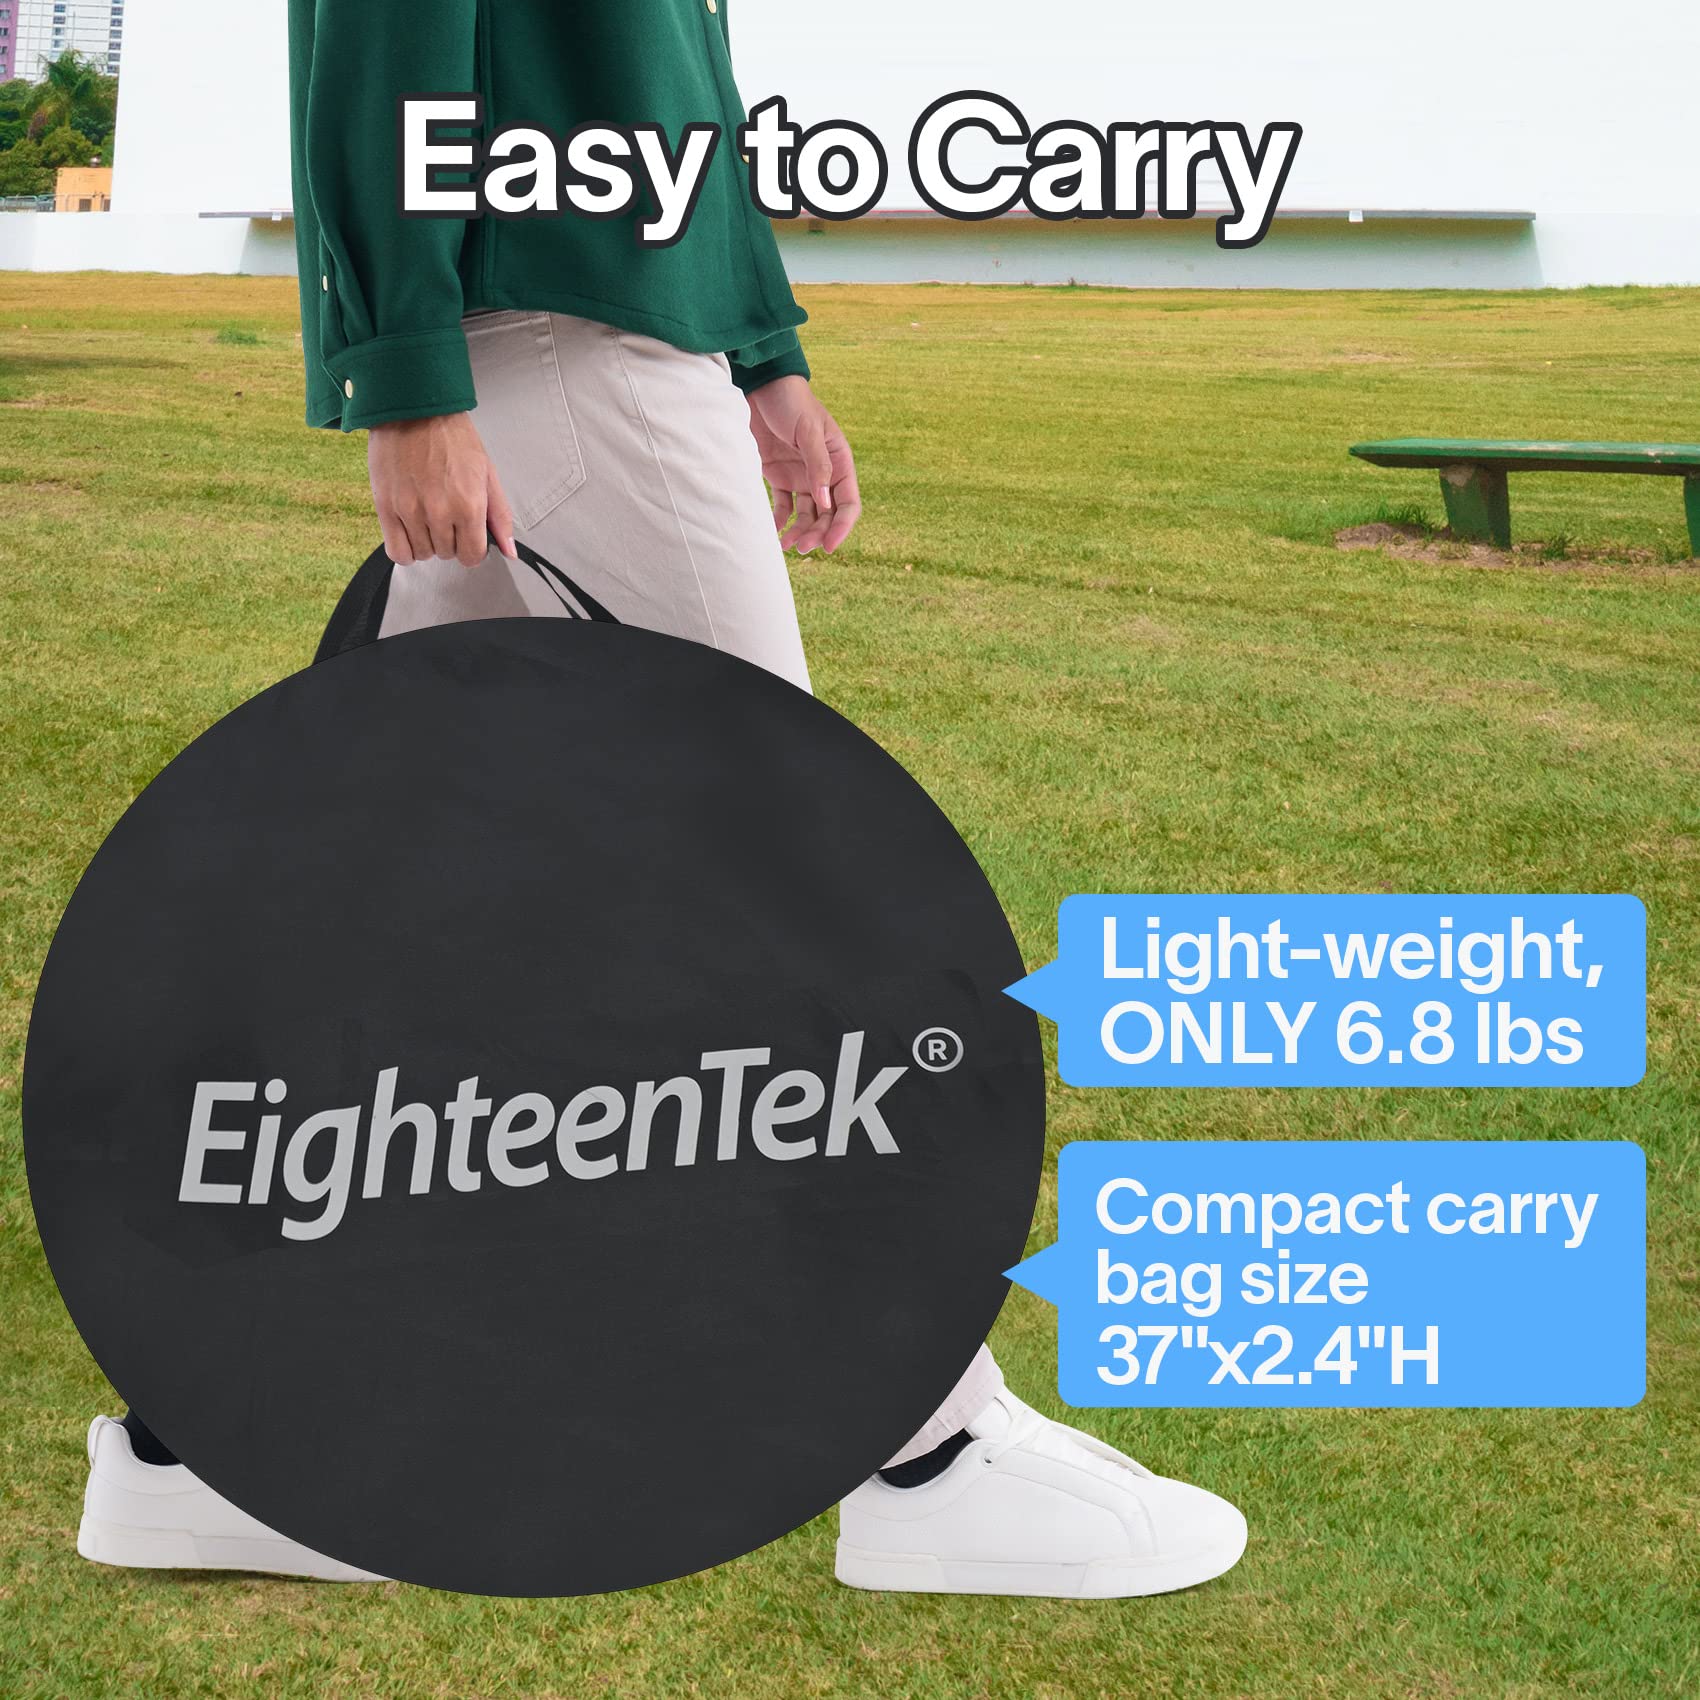 Easy to Carry
EighteenTek®
Light-weight,
ONLY 6.8 lbs
Compact carry
bag size
37"x2.4"H